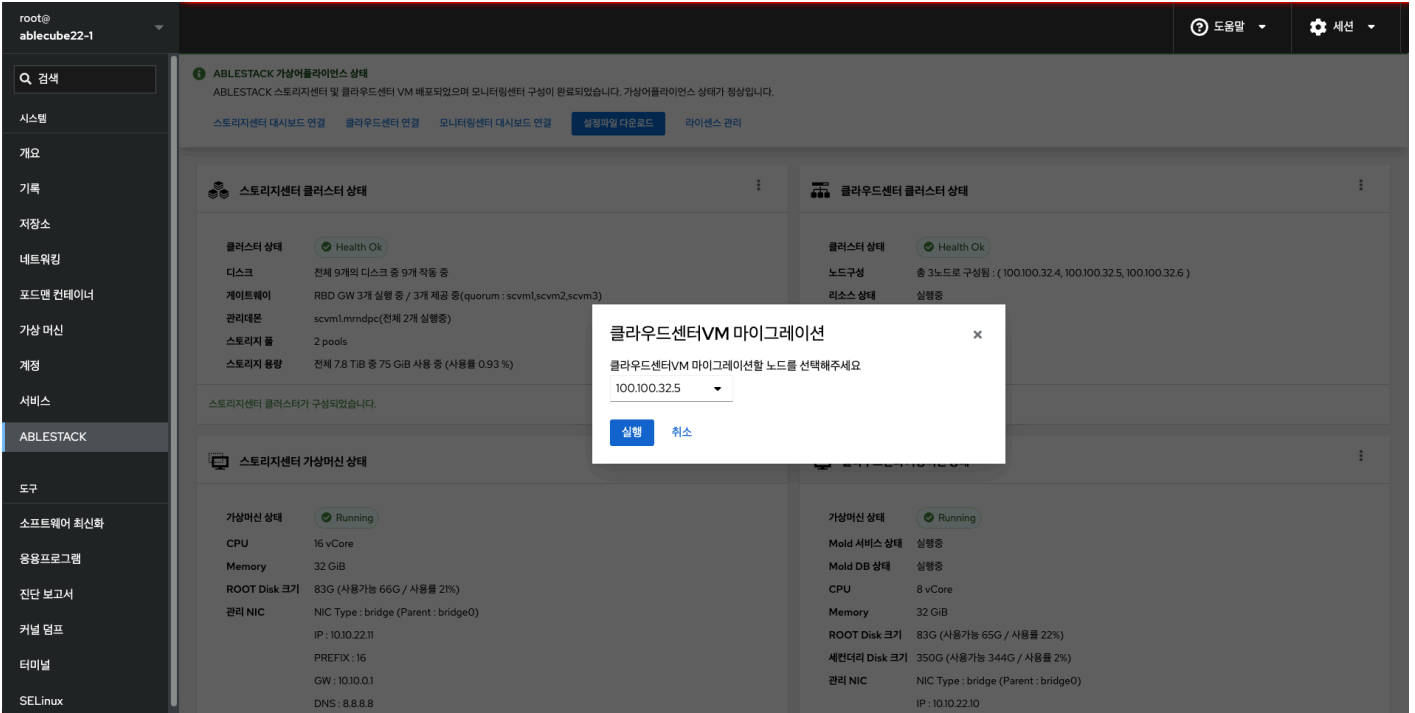 root@
ablecube22-1
도움말
세션
검색
시스템
개요
기록
저장소
네트워킹
포드맨 컨테이너
가상 머신
계정
서비스
ABLESTACK
도구
소프트웨어 최신화
응용프로그램
진단 보고서
커널 덤프
터미널
SELinux
ABLESTACK 가상어플라이언스 상태
ABLESTACK 스토리지센터 및 클라우드센터 VM 배포되었으며 모니터링센터 구성이 완료되었습니다. 가상어플라이언스 상태가 정상입니다.
스토리지센터 대시보드 연결 클라우드센터 연결 모니터링센터 대시보드 연결 설정파일 다운로드 라이센스 관리
스토리지센터 클러스터 상태
클러스터 상태 Health Ok
디스크 전체 9개의 디스크 중 9개 작동 중
게이트웨이 RBD GW 3개 실행 중 / 3개 제공 중(quorum : scvm1,scvm2,scvm3)
관리데몬 scvm1.mrndpc(전체 2개 실행중)
스토리지 풀 2 pools
스토리지 용량 전체 7.8 TiB 중 75 GiB 사용 중 (사용률 0.93 %)
스토리지센터 클러스터가 구성되었습니다.
클라우드센터 클러스터 상태
클러스터 상태 Health Ok
노드구성 총 3노드로 구성됨 : ( 100.100.32.4, 100.100.32.5, 100.100.32.6 )
리소스 상태 실행중
클라우드센터VM 마이그레이션
클라우드센터VM 마이그레이션할 노드를 선택해주세요
100.100.32.5
실행 취소
스토리지센터 가상머신 상태
가상머신 상태 Running
CPU 16 vCore
Memory 32 GiB
ROOT Disk 크기 83G (사용가능 66G / 사용률 21%)
관리 NIC NIC Type : bridge (Parent : bridge0)
IP : 10.10.22.11
PREFIX : 16
GW : 10.10.0.1
DNS : 8.8.8.8
가상머신 상태 Running
Mold 서비스 상태 실행중
Mold DB 상태 실행중
CPU 8 vCore
Memory 32 GiB
ROOT Disk 크기 83G (사용가능 65G / 사용률 22%)
세컨더리 Disk 크기 350G (사용가능 344G / 사용률 2%)
관리 NIC NIC Type : bridge (Parent : bridge0)
IP : 10.10.22.10